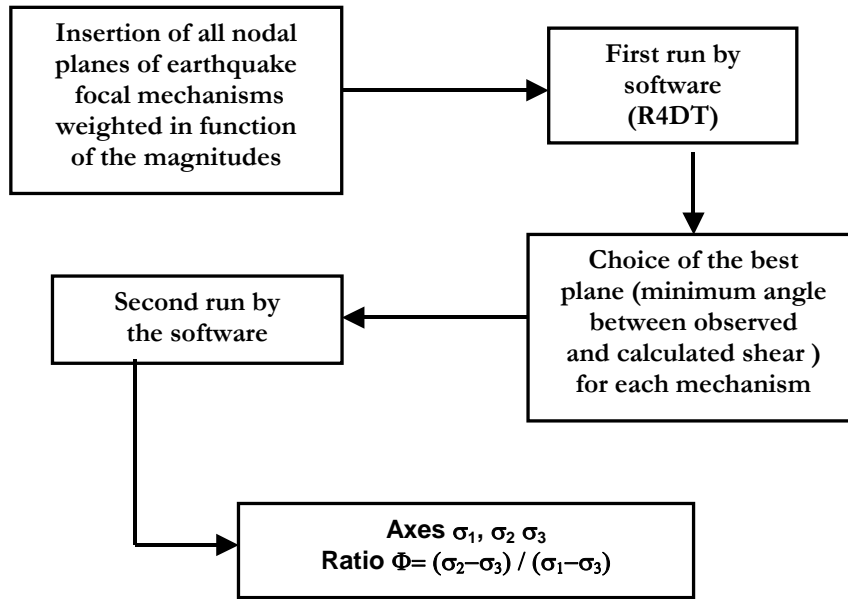 Insertion of all nodal
planes of earthquake
focal mechanisms
weighted in function
of the magnitudes
First run by
software
(R4DT)
Choice of the best
plane (minimum angle
between observed
and calculated shear )
for each mechanism
Second run by
the software
Axes σ₁, σ₂ σ₃
Ratio Φ= (σ₂−σ₃) / (σ₁−σ₃)